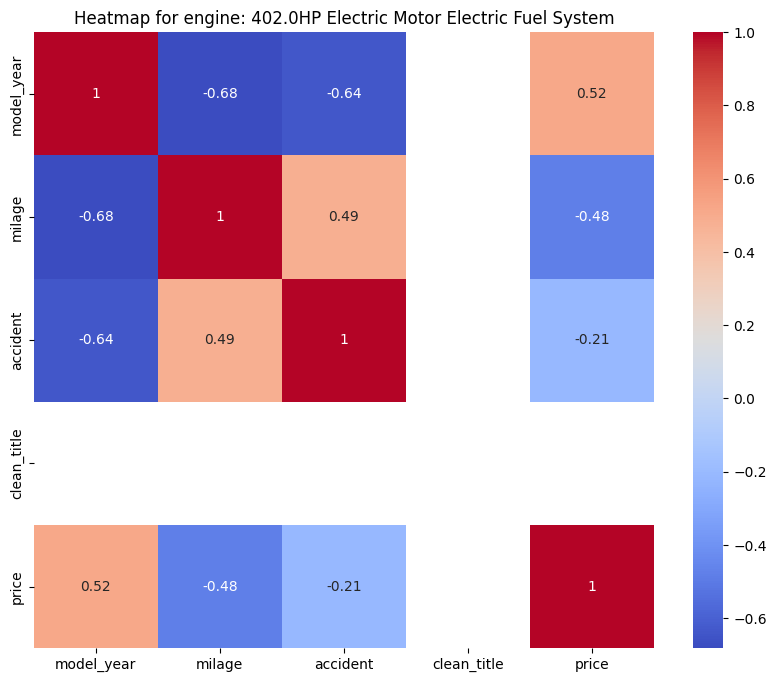 Heatmap for engine: 402.0HP Electric Motor Electric Fuel System
model_year
1
-0.68
-0.64
0.52
milage
-0.68
1
0.49
-0.48
accident
-0.64
0.49
1
-0.21
clean_title
price
0.52
-0.48
-0.21
1
model_year
milage
accident
clean_title
price
1.0
0.8
0.6
0.4
0.2
0.0
−0.2
−0.4
−0.6